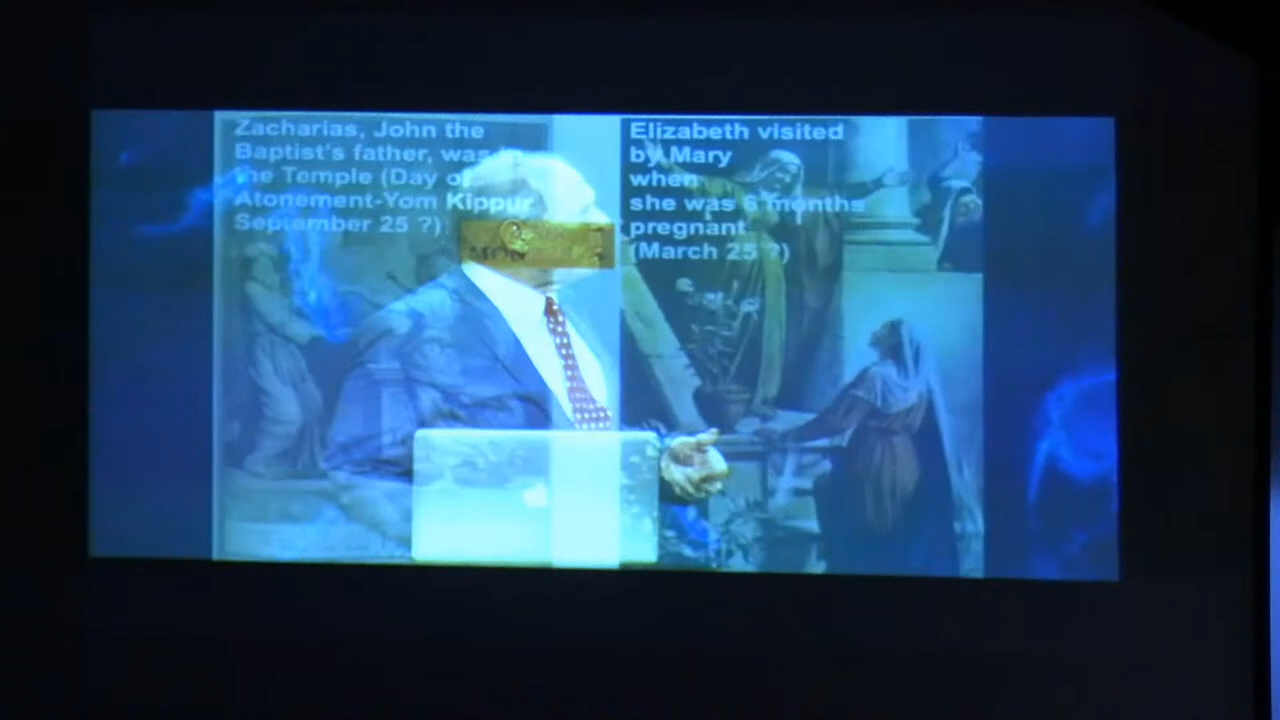 Zacharias, John the
Baptist's father, was
the Temple (Day of
Atonement-Yom Kippur
September 25 ?)
MON
Elizabeth visited
by Mary
when
she was 6 months
pregnant
(March 25 ?)